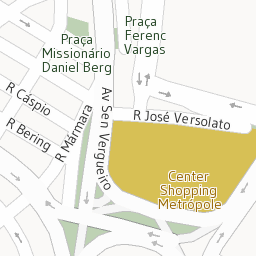 Praça
Ferenc
Vargas
Praça
Missionário
Daniel Berg
R Cáspio
R Bering
R Mármara
Av Sen Vergueiro
R José Versolato
Center
Shopping
Metrópole